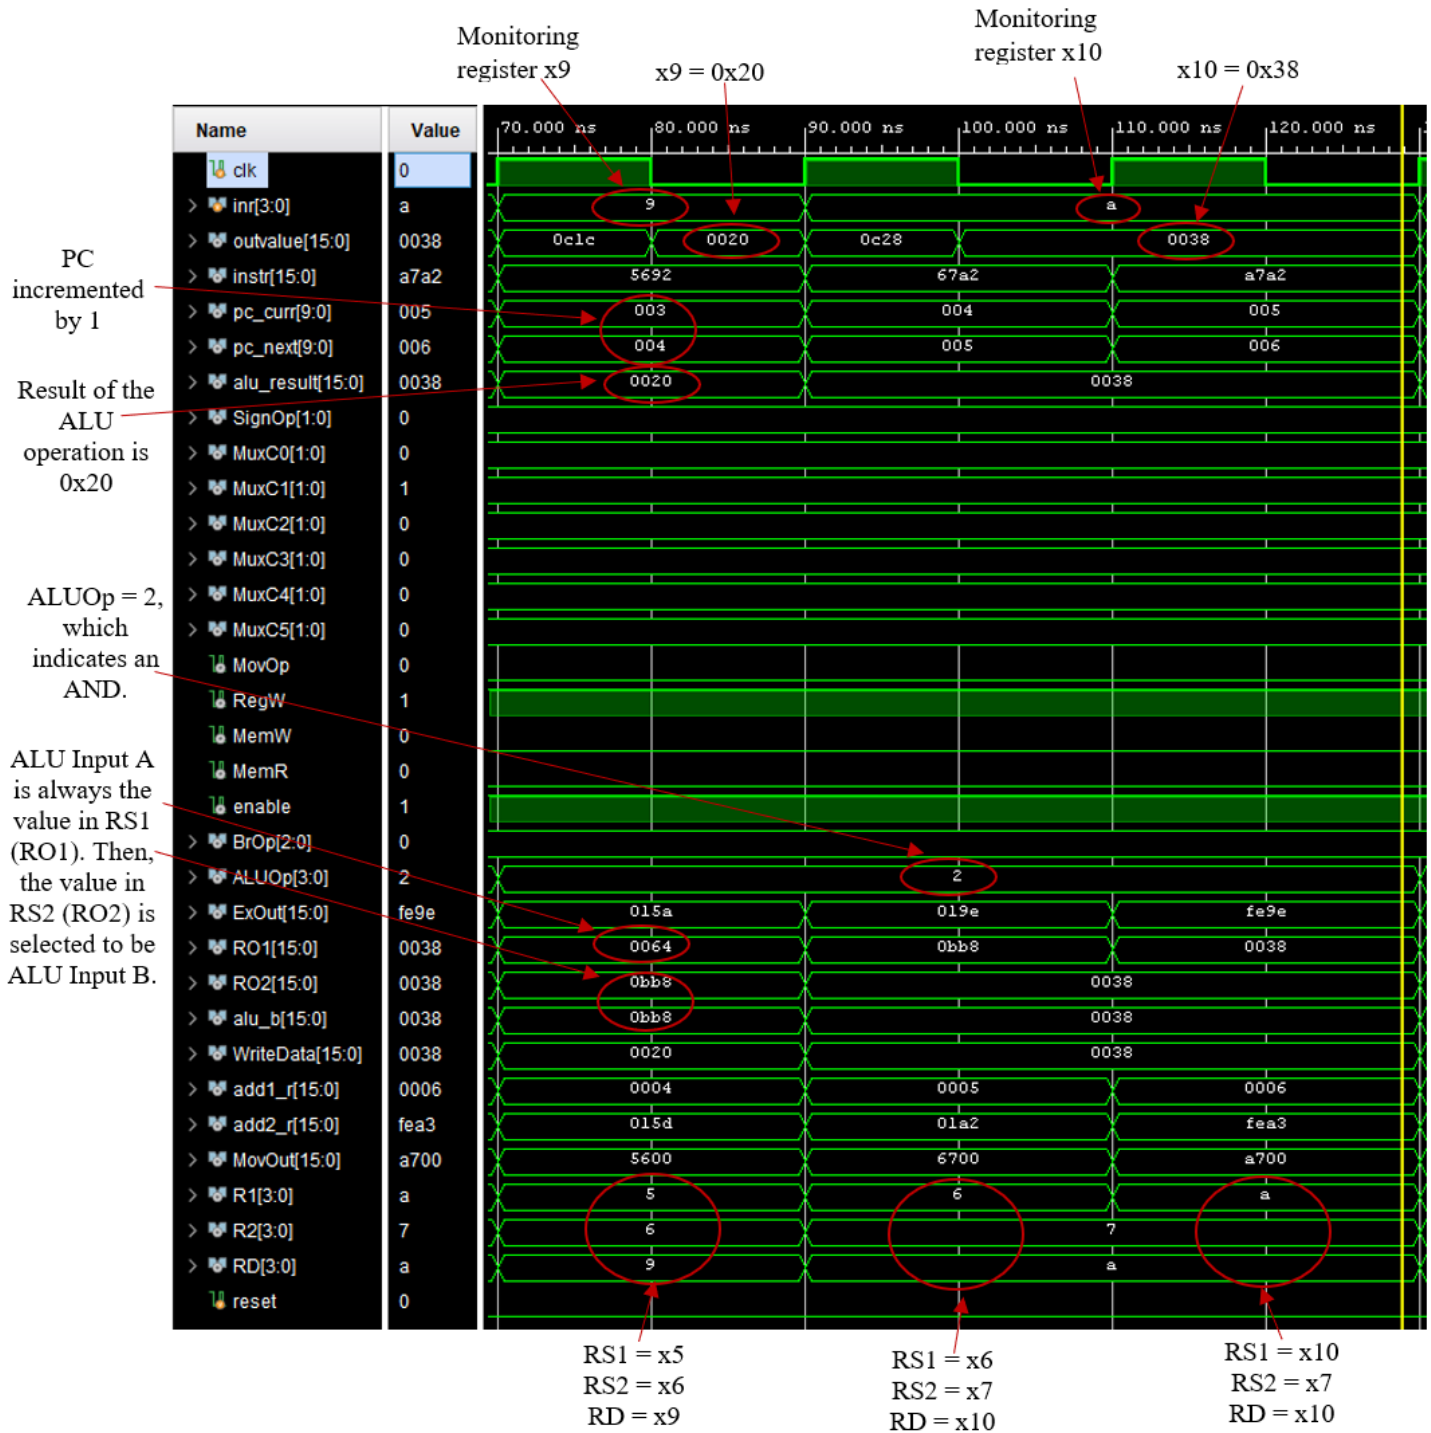 Monitoring
register x9
x9 = 0x20
Monitoring
register x10
x10 = 0x38
PC
incremented
by 1
Result of the
ALU
operation is
0x20
ALUOp = 2,
which
indicates an
AND.
ALU Input A
is always the
value in RS1
(RO1). Then,
the value in
RS2 (RO2) is
selected to be
ALU Input B.
Name Value 70.000 ns 80.000 ns 90.000 ns 100.000 ns 110.000 ns 120.000 ns
clk 0
inr[3:0] a 9 a
outvalue[15:0] 0038 0c1c 0020 0c28 0038
instr[15:0] a7a2 5692 67a2 a7a2
pc_curr[9:0] 005 003 004 005
pc_next[9:0] 006 004 005 006
alu_result[15:0] 0038 0020 0038
SignOp[1:0] 0
MuxC0[1:0] 0
MuxC1[1:0] 1
MuxC2[1:0] 0
MuxC3[1:0] 0
MuxC4[1:0] 0
MuxC5[1:0] 0
MovOp 0
RegW 1
MemW 0
MemR 0
enable 1
BrOp[2:0] 0
ALUOp[3:0] 2 2
ExOut[15:0] fe9e 015a 019e fe9e
RO1[15:0] 0038 0064 0bb8 0038
RO2[15:0] 0038 0bb8 0038
alu_b[15:0] 0038 0bb8 0038
WriteData[15:0] 0038 0020 0038
add1_r[15:0] 0006 0004 0005 0006
add2_r[15:0] fea3 015d 01a2 fea3
MovOut[15:0] a700 5600 6700 a700
R1[3:0] a 5 6 a
R2[3:0] 7 6 7
RD[3:0] a 9 a
reset 0
RS1 = x5
RS2 = x6
RD = x9
RS1 = x6
RS2 = x7
RD = x10
RS1 = x10
RS2 = x7
RD = x10